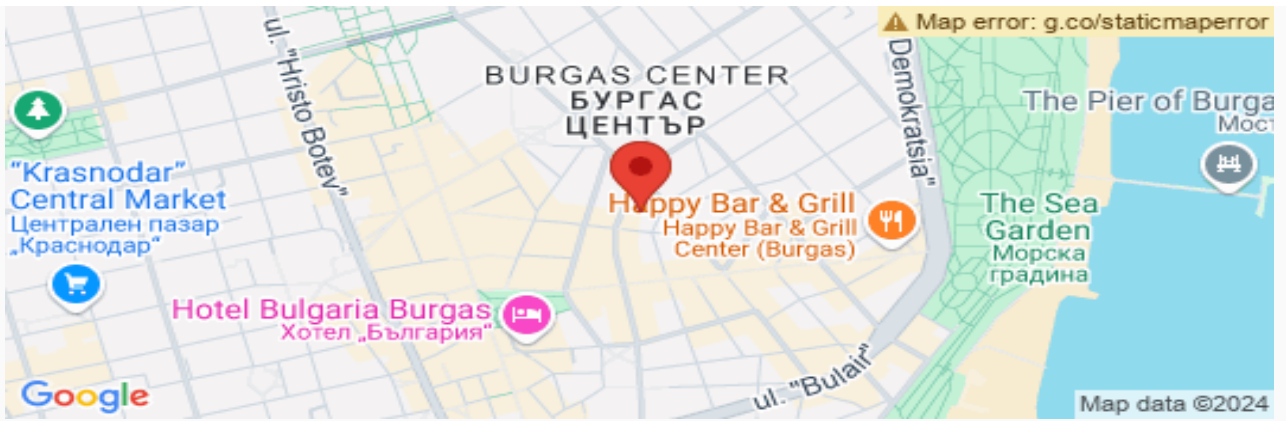 Map error: g.co/staticmaperror
ul. "Hristo Botev"
Demokratsia"
BURGAS CENTER
БУРГАС
ЦЕНТЪР
The Pier of Burga
Мост
"Krasnodar"
Central Market
Централен пазар
„Краснодар“
Happy Bar & Grill
Happy Bar & Grill
Center (Burgas)
The Sea
Garden
Морска
градина
Hotel Bulgaria Burgas
Хотел „България“
ul. "Bulair"
Google
Map data ©2024